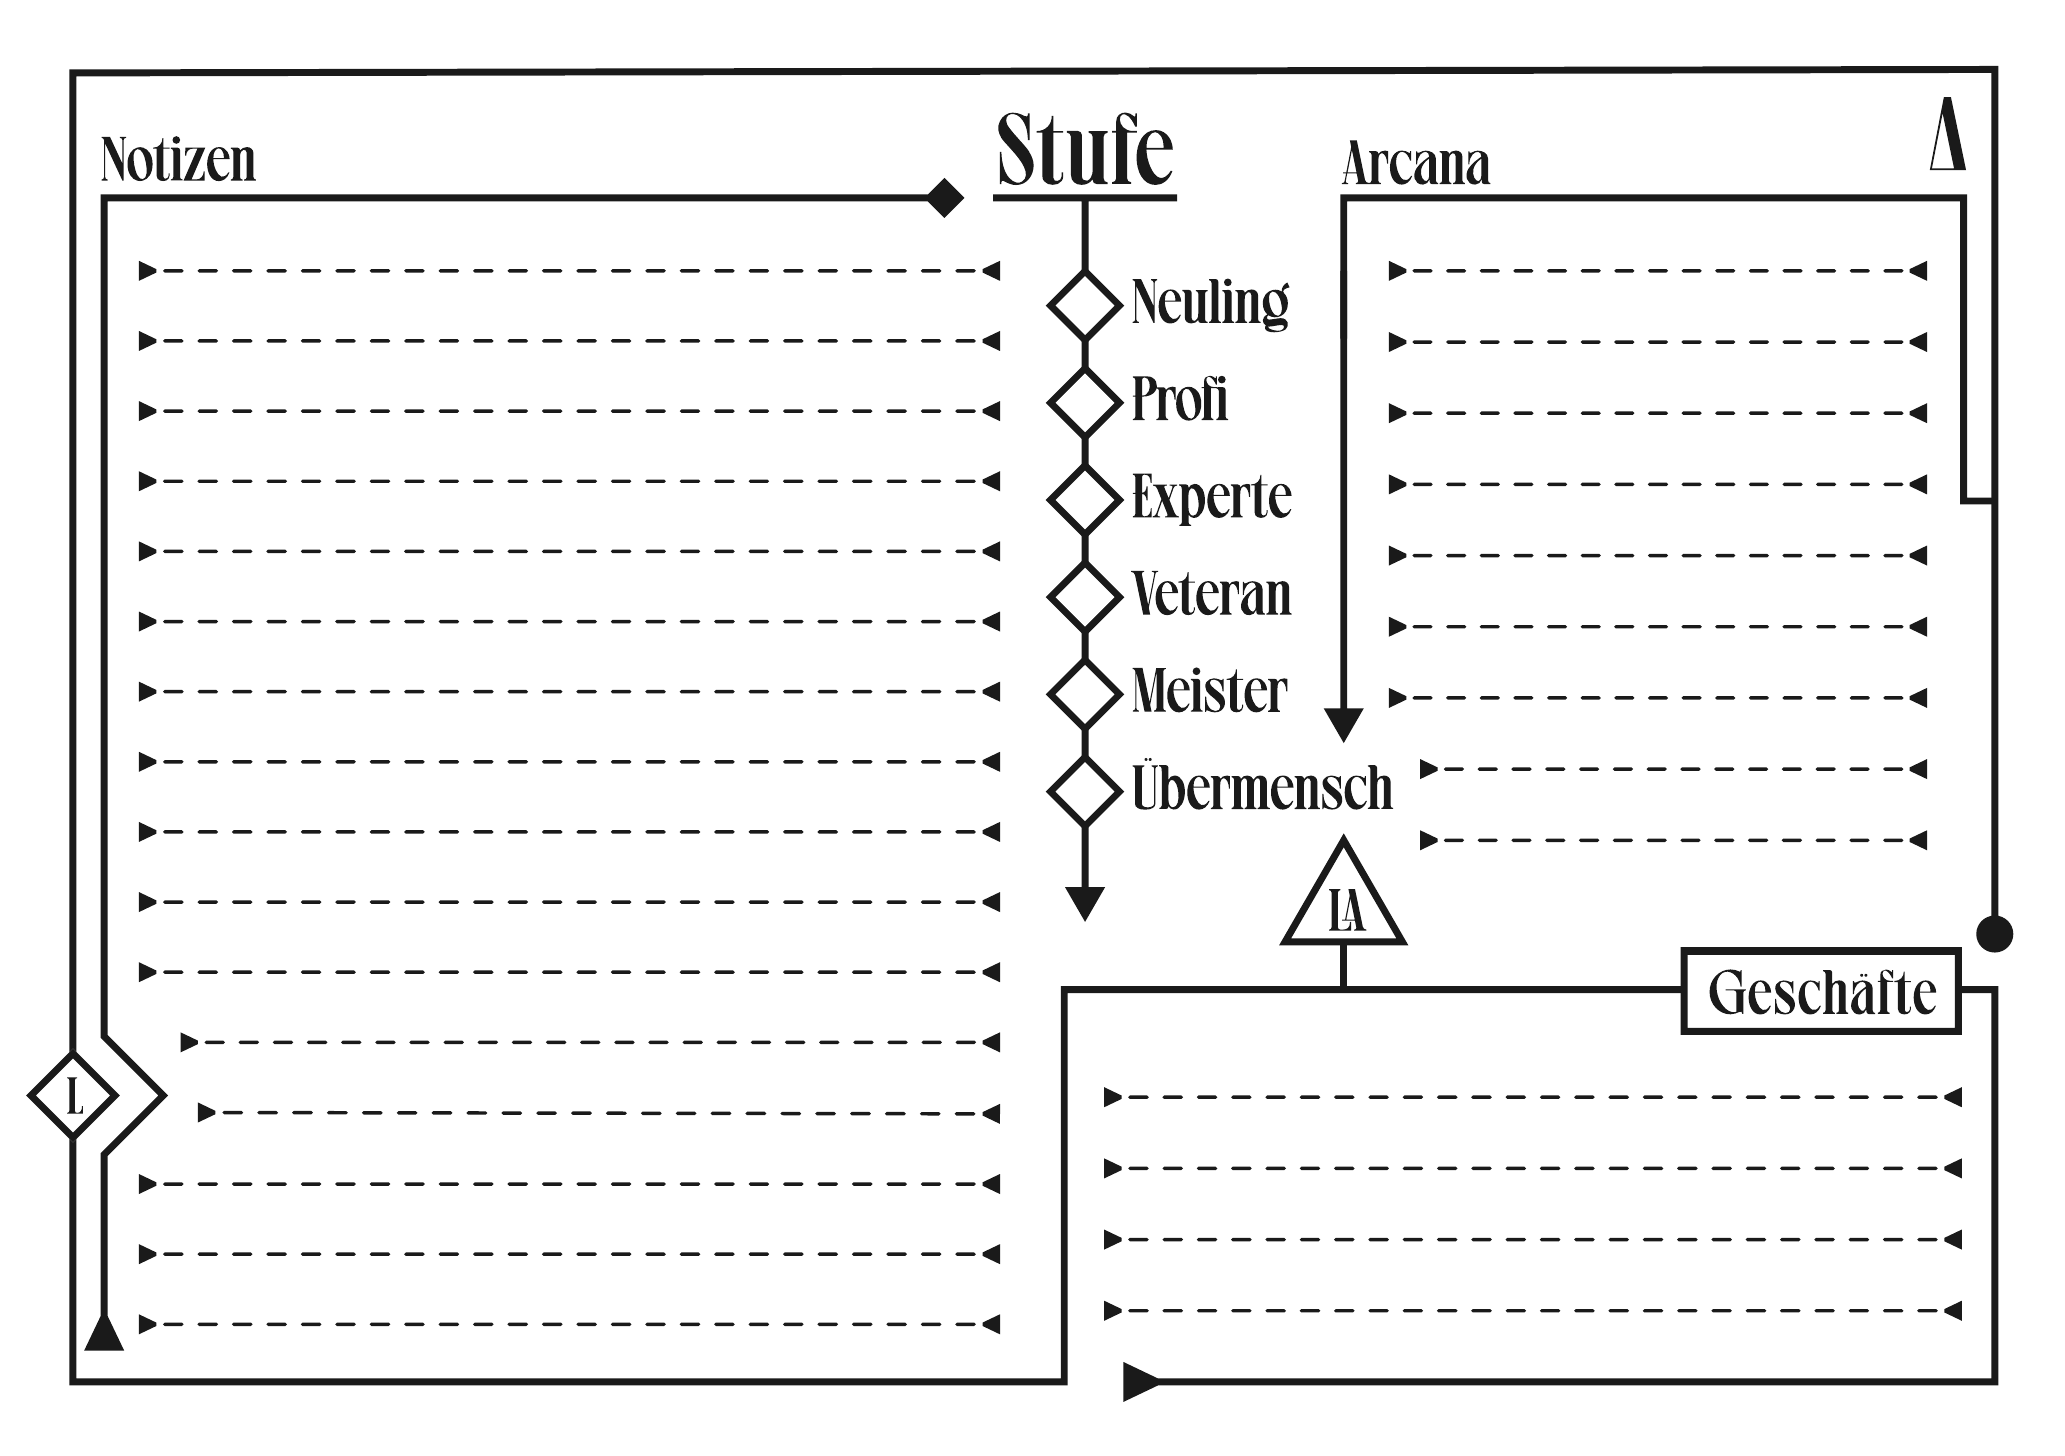 Notizen
Stufe
Neuling
Profi
Experte
Veteran
Meister
Übermensch
Arcana
Δ
LA
L
Geschäfte